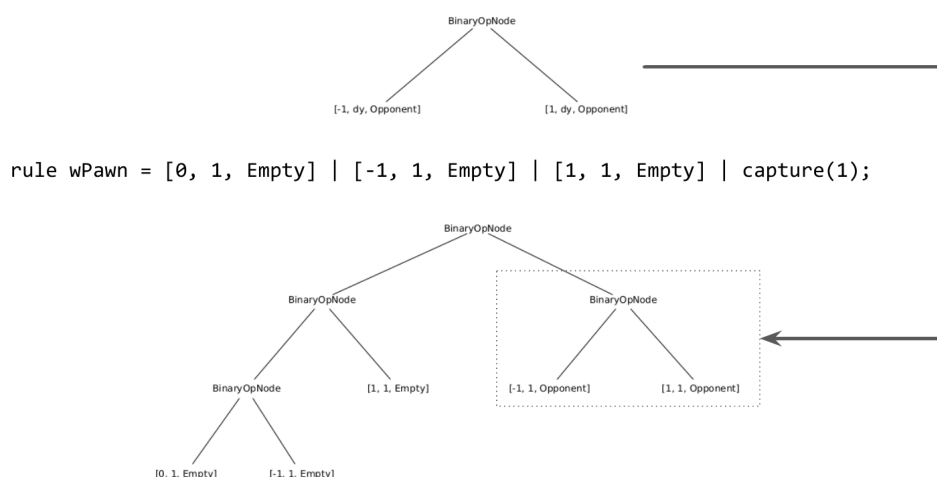 BinaryOpNode
[-1, dy, Opponent] [1, dy, Opponent]
rule wPawn = [0, 1, Empty] | [-1, 1, Empty] | [1, 1, Empty] | capture(1);
BinaryOpNode
BinaryOpNode BinaryOpNode
BinaryOpNode [1, 1, Empty] [-1, 1, Opponent] [1, 1, Opponent]
[0, 1, Empty] [-1, 1, Empty]